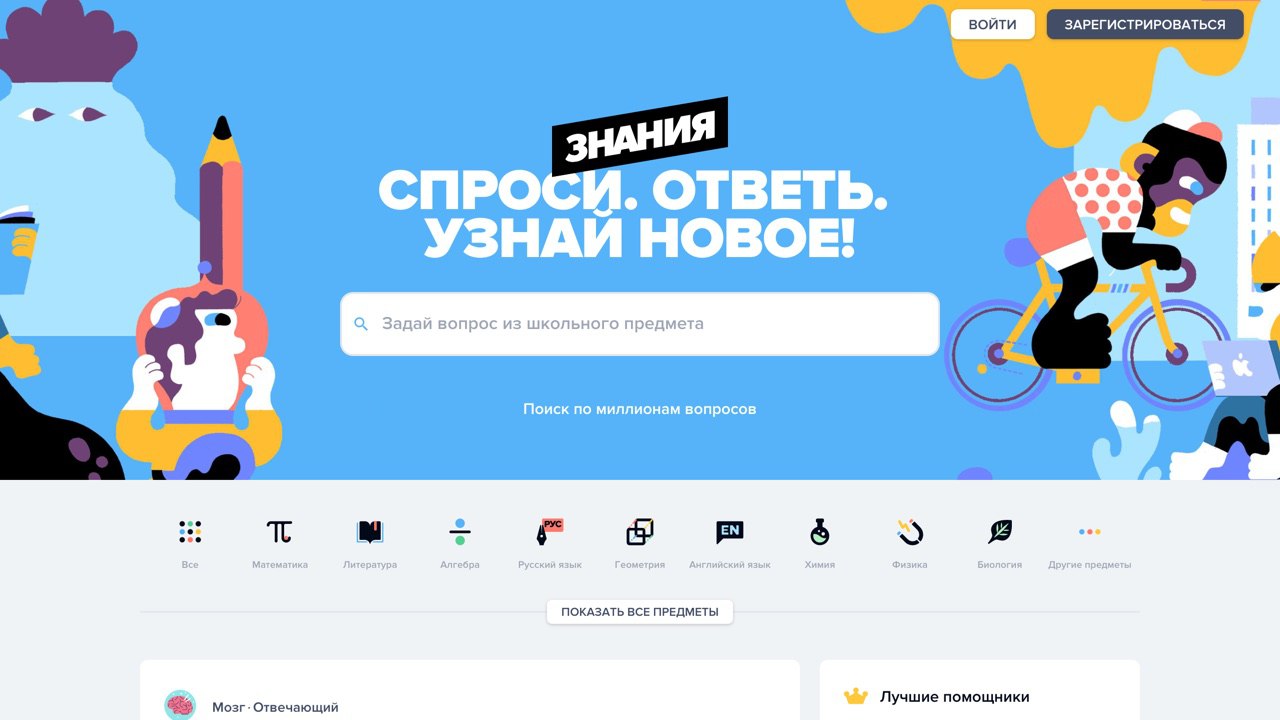 ВОЙТИ
ЗАРЕГИСТРИРОВАТЬСЯ
ЗНАНИЯ
СПРОСИ. ОТВЕТЬ.
УЗНАЙ НОВОЕ!
Задай вопрос из школьного предмета
Поиск по миллионам вопросов
РУС
EN
Все
Математика
Литература
Алгебра
Русский язык
Геометрия
Английский язык
Химия
Физика
Биология
Другие предметы
ПОКАЗАТЬ ВСЕ ПРЕДМЕТЫ
Мозг · Отвечающий
Лучшие помощники